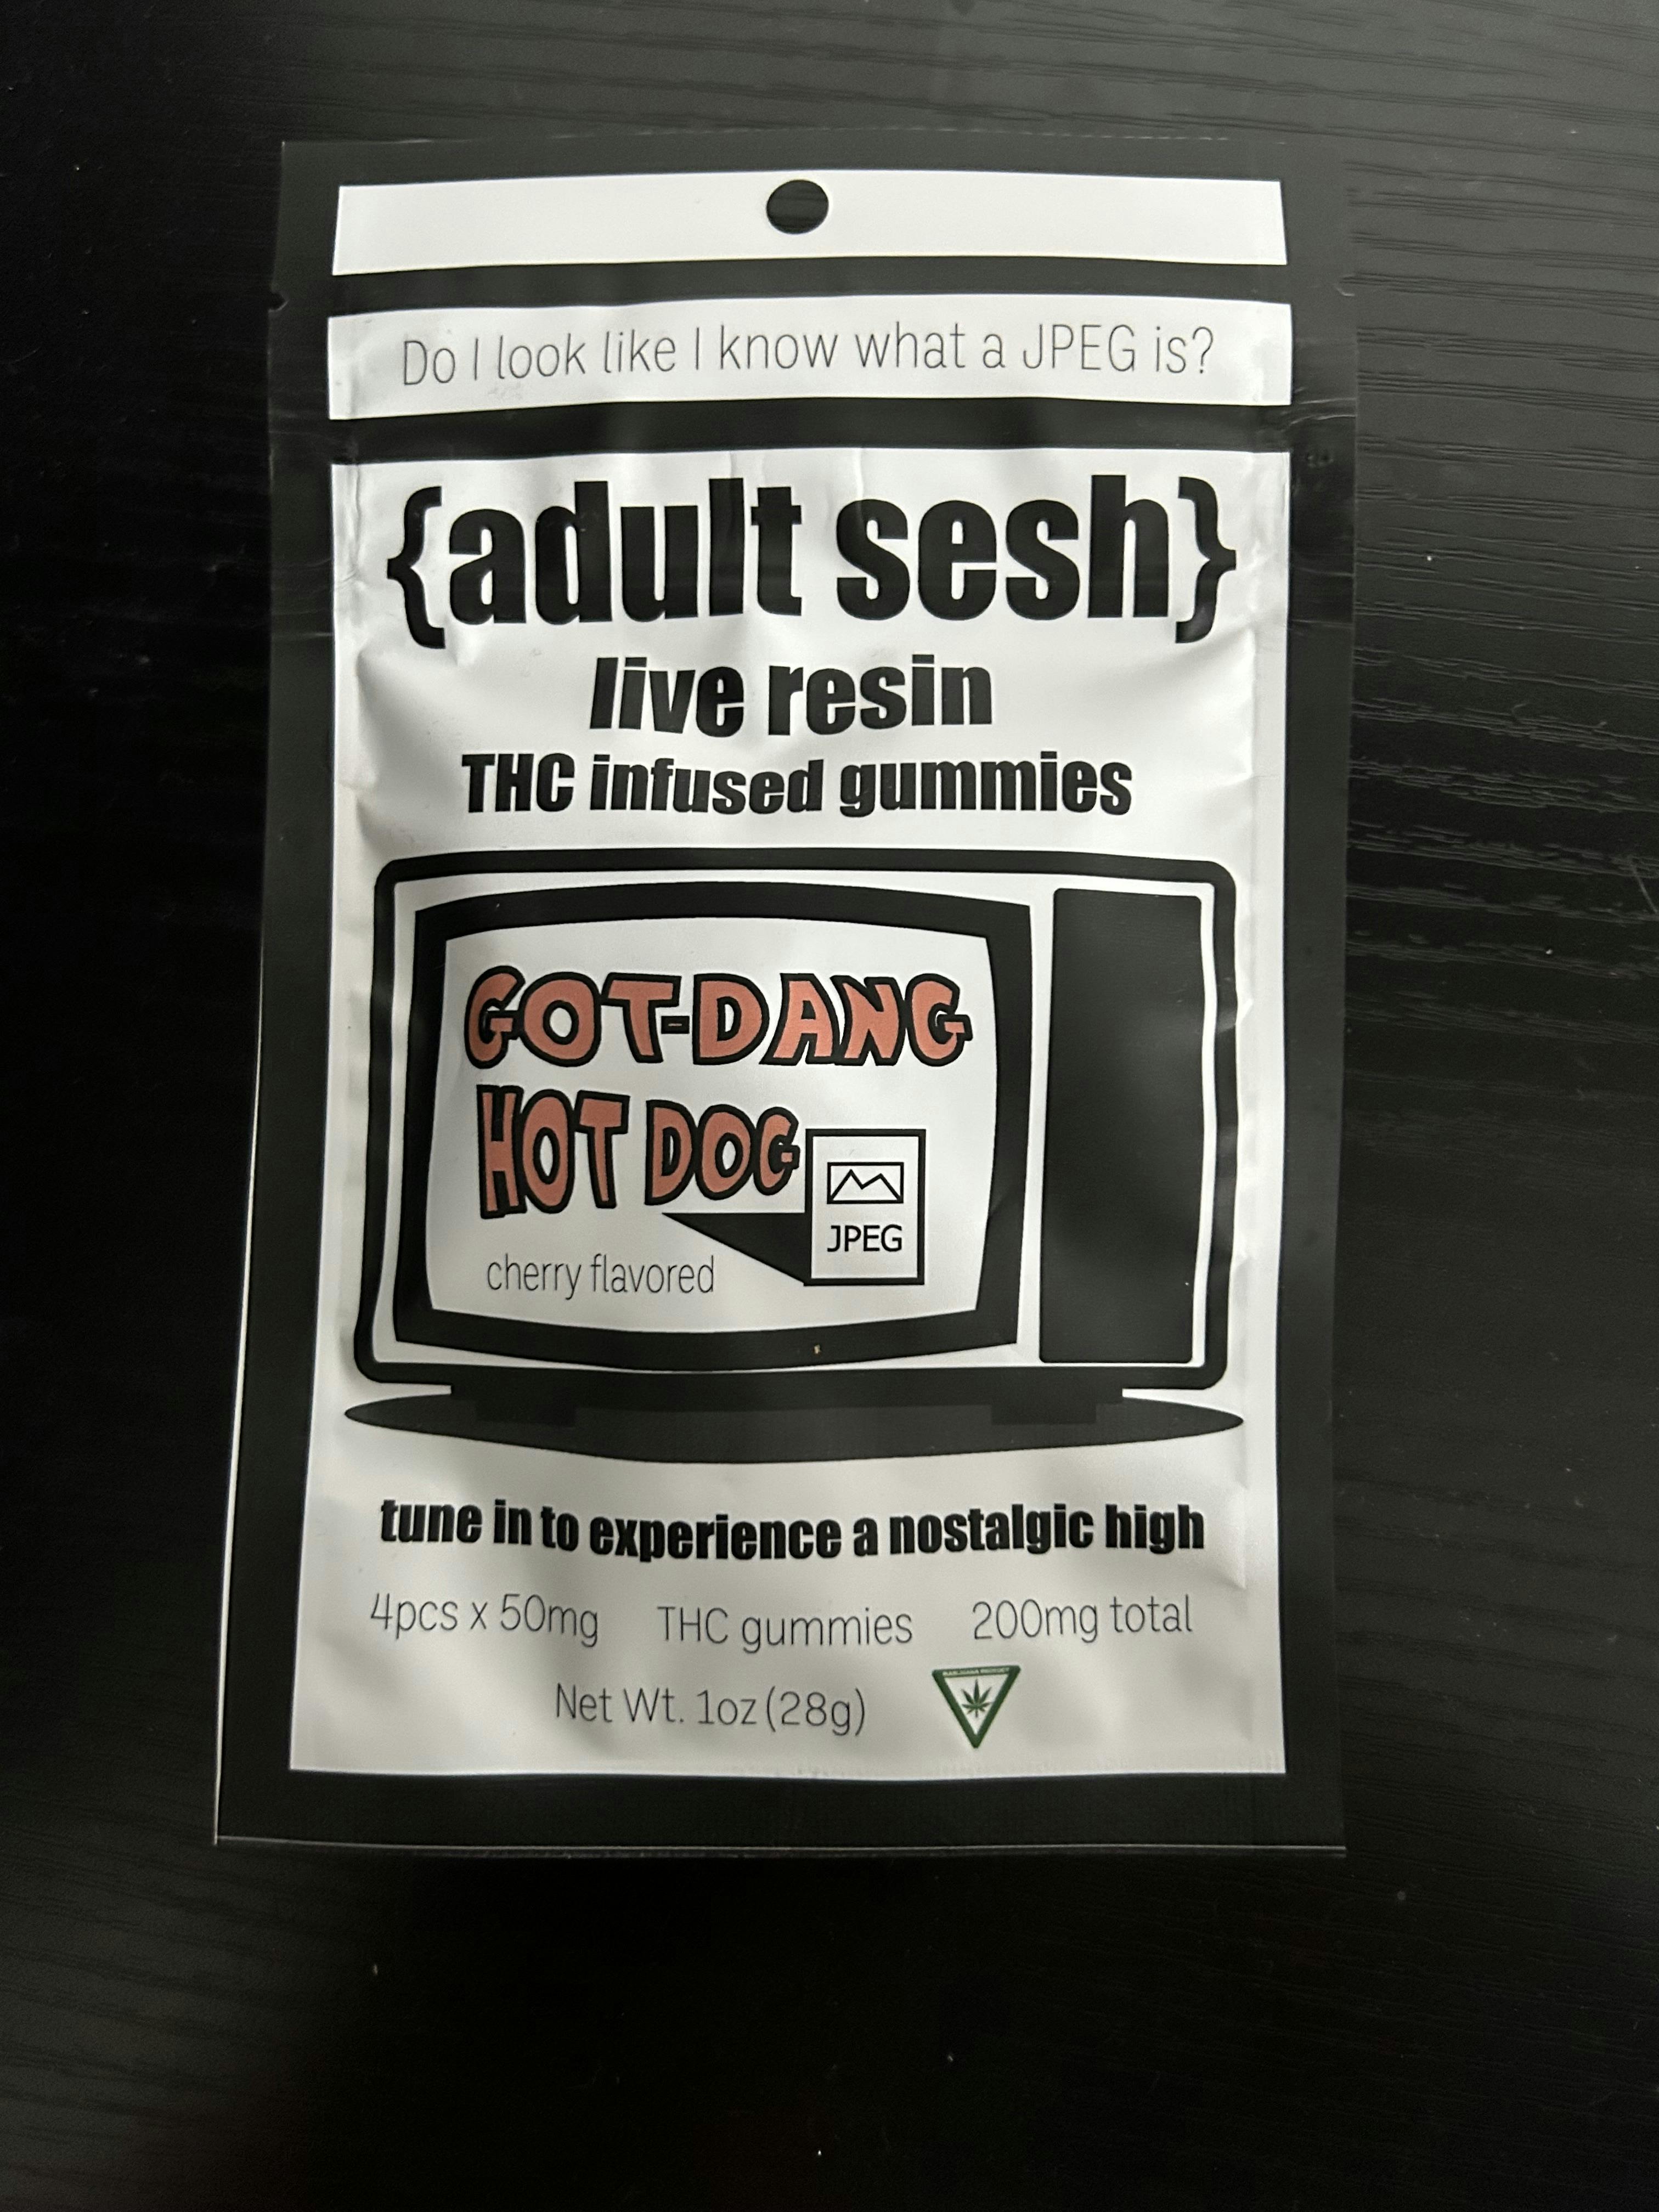 Do I look like I know what a JPEG is?
{adult sesh}
live resin
THC infused gummies
GOT-DANG
HOT DOG
JPEG
cherry flavored
tune in to experience a nostalgic high
4pcs x 50mg THC gummies 200mg total
Net Wt. 1oz (28g)